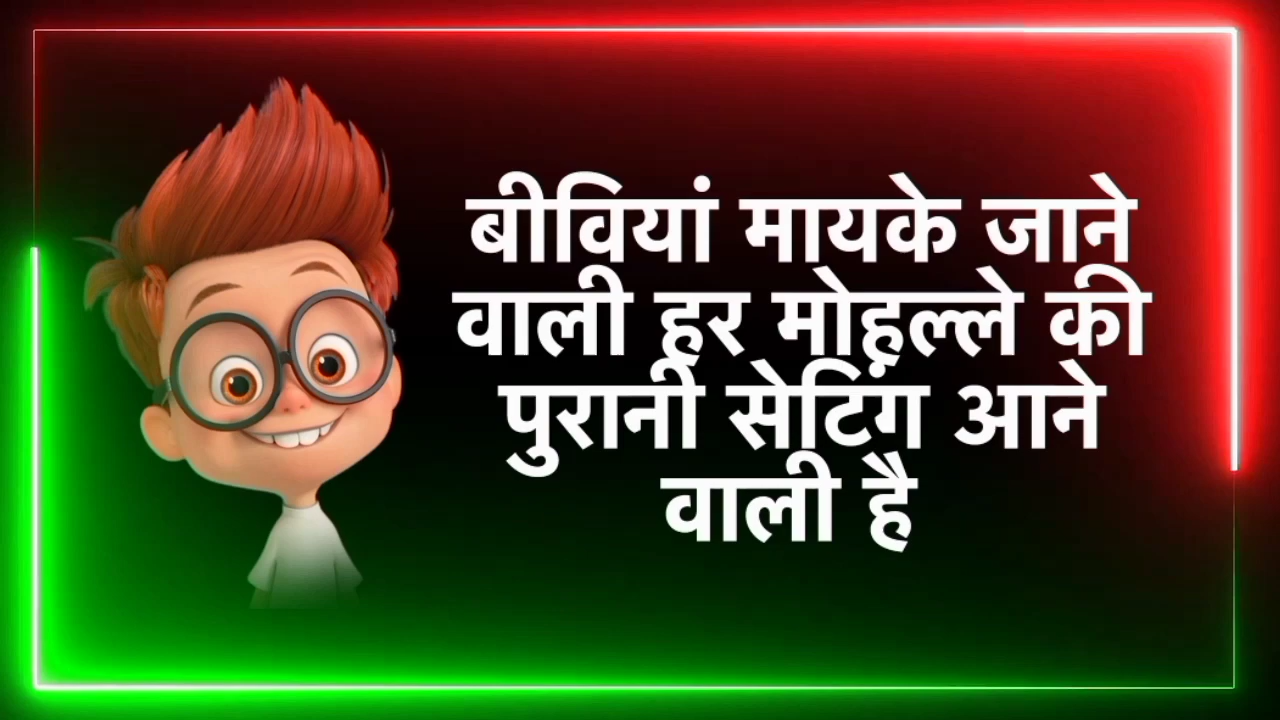 बीवियां मायके जाने
वाली हर मोहल्ले की
पुरानी सेटिंग आने
वाली है